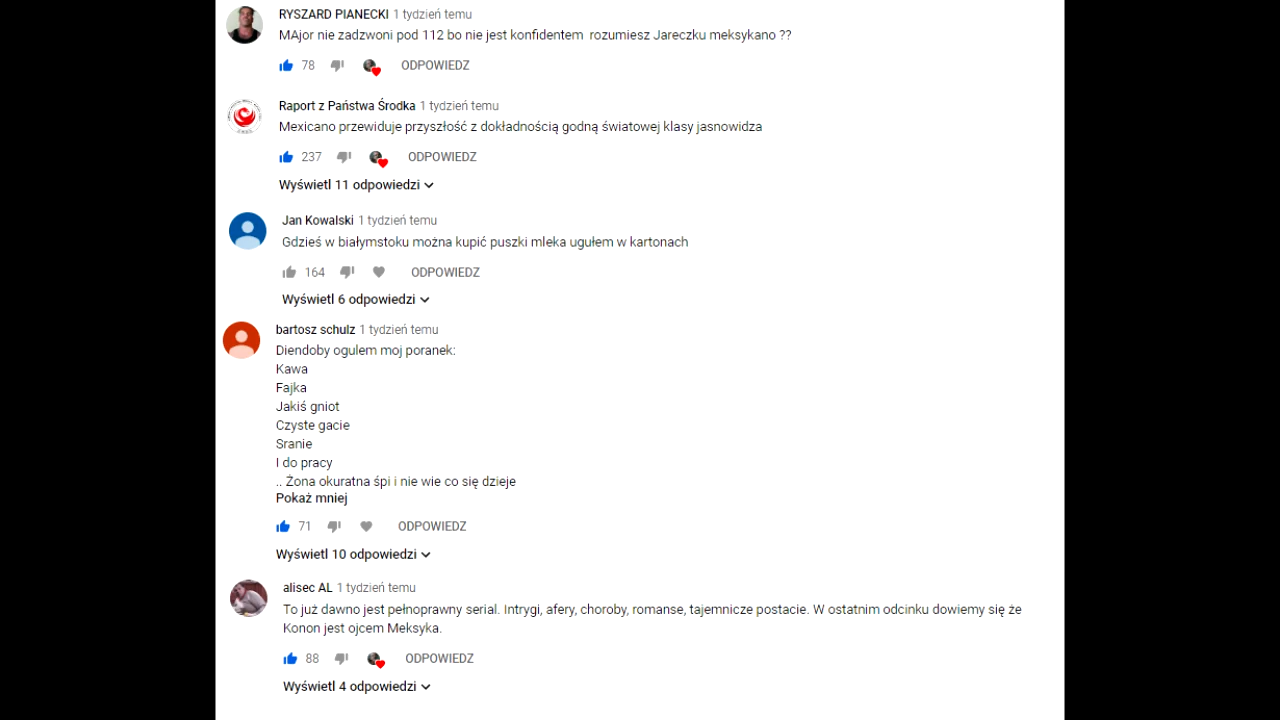 RYSZARD PIANECKI 1 tydzień temu
MAjor nie zadzwoni pod 112 bo nie jest konfidentem rozumiesz Jareczku meksykano ??
78 ODPOWIEDZ
Raport z Państwa Środka 1 tydzień temu
Mexicano przewiduje przyszłość z dokładnością godną światowej klasy jasnowidza
237 ODPOWIEDZ
Wyświetl 11 odpowiedzi
Jan Kowalski 1 tydzień temu
Gdzieś w białymstoku można kupić puszki mleka ugułem w kartonach
164 ODPOWIEDZ
Wyświetl 6 odpowiedzi
bartosz schulz 1 tydzień temu
Diendoby ogulem moj poranek:
Kawa
Fajka
Jakiś gniot
Czyste gacie
Sranie
I do pracy
.. Żona okuratna śpi i nie wie co się dzieje
Pokaż mniej
71 ODPOWIEDZ
Wyświetl 10 odpowiedzi
alisec AL 1 tydzień temu
To już dawno jest pełnoprawny serial. Intrygi, afery, choroby, romanse, tajemnicze postacie. W ostatnim odcinku dowiemy się że
Konon jest ojcem Meksyka.
88 ODPOWIEDZ
Wyświetl 4 odpowiedzi